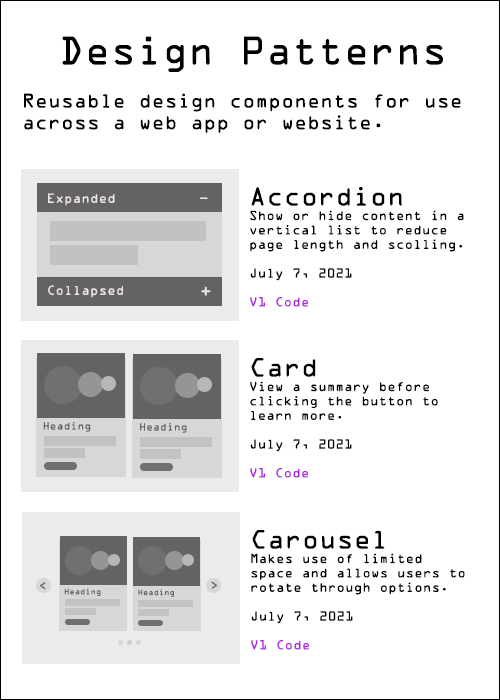 Design Patterns
Reusable design components for use
across a web app or website.
Expanded −
Collapsed +
Accordion
Show or hide content in a
vertical list to reduce
page length and scolling.
July 7, 2021
V1 Code
Heading
Heading
Card
View a summary before
clicking the button to
learn more.
July 7, 2021
V1 Code
< Heading
Heading >
Carousel
Makes use of limited
space and allows users to
rotate through options.
July 7, 2021
V1 Code